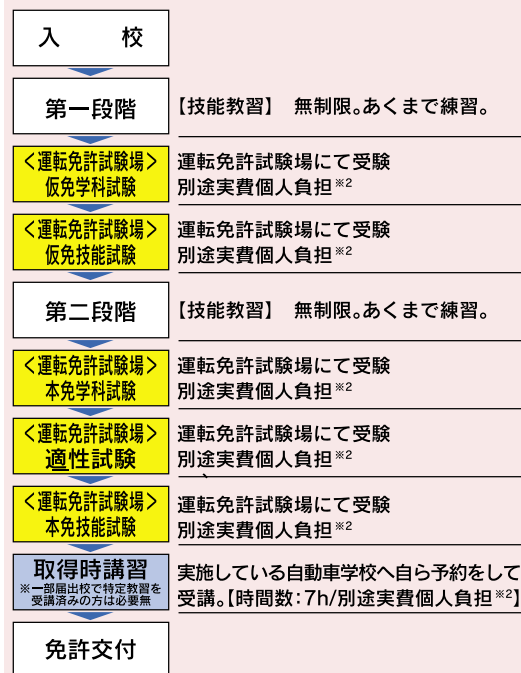 入　校
第一段階
【技能教習】　無制限。あくまで練習。
＜運転免許試験場＞
仮免学科試験
運転免許試験場にて受験
別途実費個人負担※2
＜運転免許試験場＞
仮免技能試験
運転免許試験場にて受験
別途実費個人負担※2
第二段階
【技能教習】　無制限。あくまで練習。
＜運転免許試験場＞
本免学科試験
運転免許試験場にて受験
別途実費個人負担※2
＜運転免許試験場＞
適性試験
運転免許試験場にて受験
別途実費個人負担※2
＜運転免許試験場＞
本免技能試験
運転免許試験場にて受験
別途実費個人負担※2
取得時講習
※一部届出校で特定教習を
受講済みの方は必要無
実施している自動車学校へ自ら予約をして
受講。【時間数：7h/別途実費個人負担※2】
免許交付